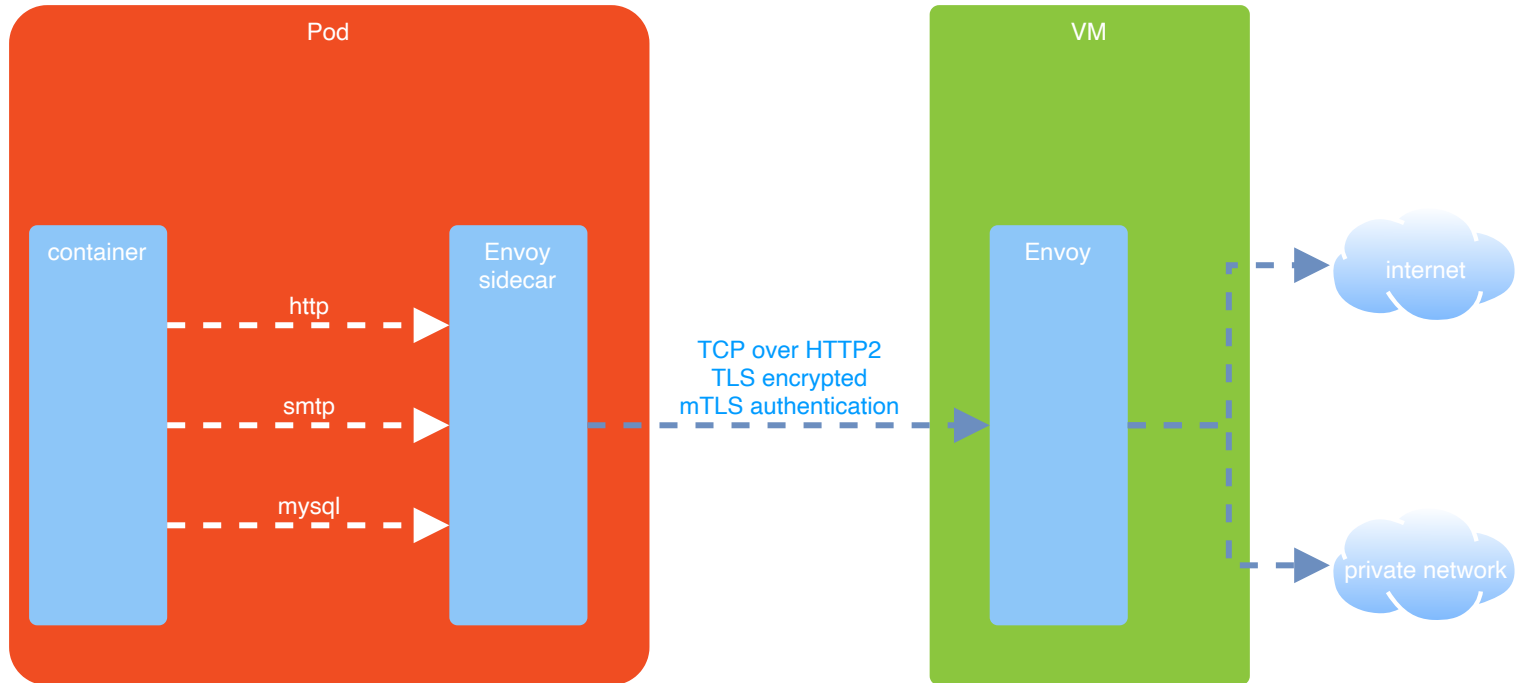 Pod
VM
container
Envoy
sidecar
Envoy
internet
http
TCP over HTTP2
TLS encrypted
mTLS authentication
smtp
mysql
private network